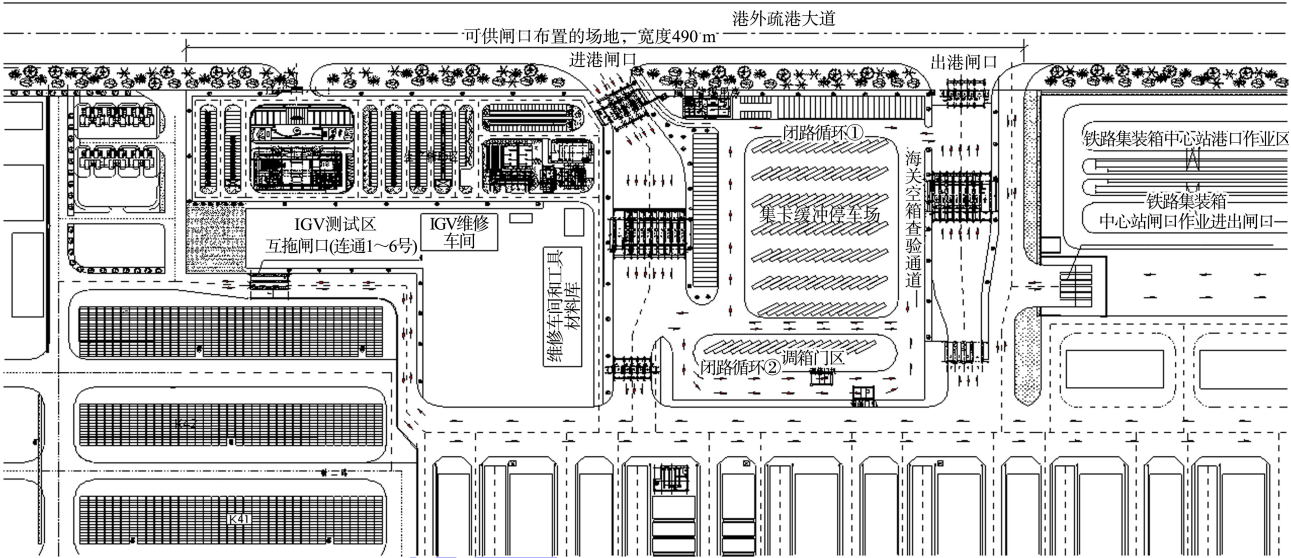 港外疏港大道
可供闸口布置的场地，宽度490 m
进港闸口
出港闸口
闭路循环①
铁路集装箱中心站港口作业区
海关空箱查验通道
铁路集装箱
中心站闸口作业进出闸口
集卡缓冲停车场
IGV测试区
互拖闸口(连通1～6号)
IGV维修
车间
维修车间和工具
材料库
闭路循环②
调箱门区
K42
K41